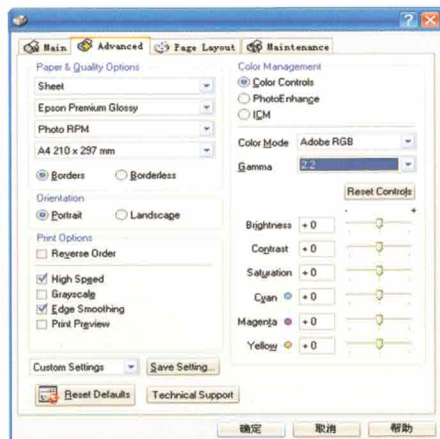 Main Advanced Page Layout Maintenance
Paper & Quality Options
Sheet
Epson Premium Glossy
Photo RPM
A4 210 x 297 mm
Borders Borderless
Orientation
Portrait Landscape
Print Options
Reverse Order
High Speed
Grayscale
Edge Smoothing
Print Preview
Custom Settings Save Setting...
Reset Defaults Technical Support
Color Management
Color Controls
PhotoEnhance
ICM
Color Mode Adobe RGB
Gamma 2.2
Reset Controls
- +
Brightness + 0
Contrast + 0
Saturation + 0
Cyan + 0
Magenta + 0
Yellow + 0
确定 取消 帮助